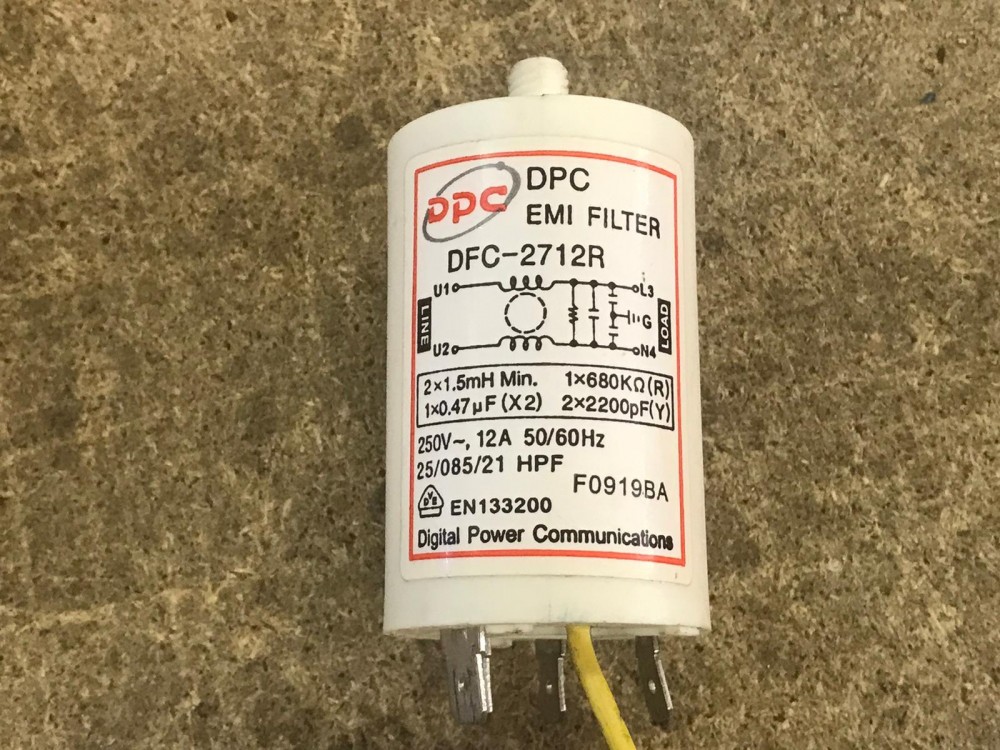 DPC
DPC
EMI FILTER
DFC-2712R
U1 L3
LINE G LOAD
U2 N4
2×1.5mH Min. 1×680KΩ(R)
1×0.47µF(X2) 2×2200pF(Y)
250V~, 12A 50/60Hz
25/085/21 HPF
F0919BA
VDE EN133200
Digital Power Communications